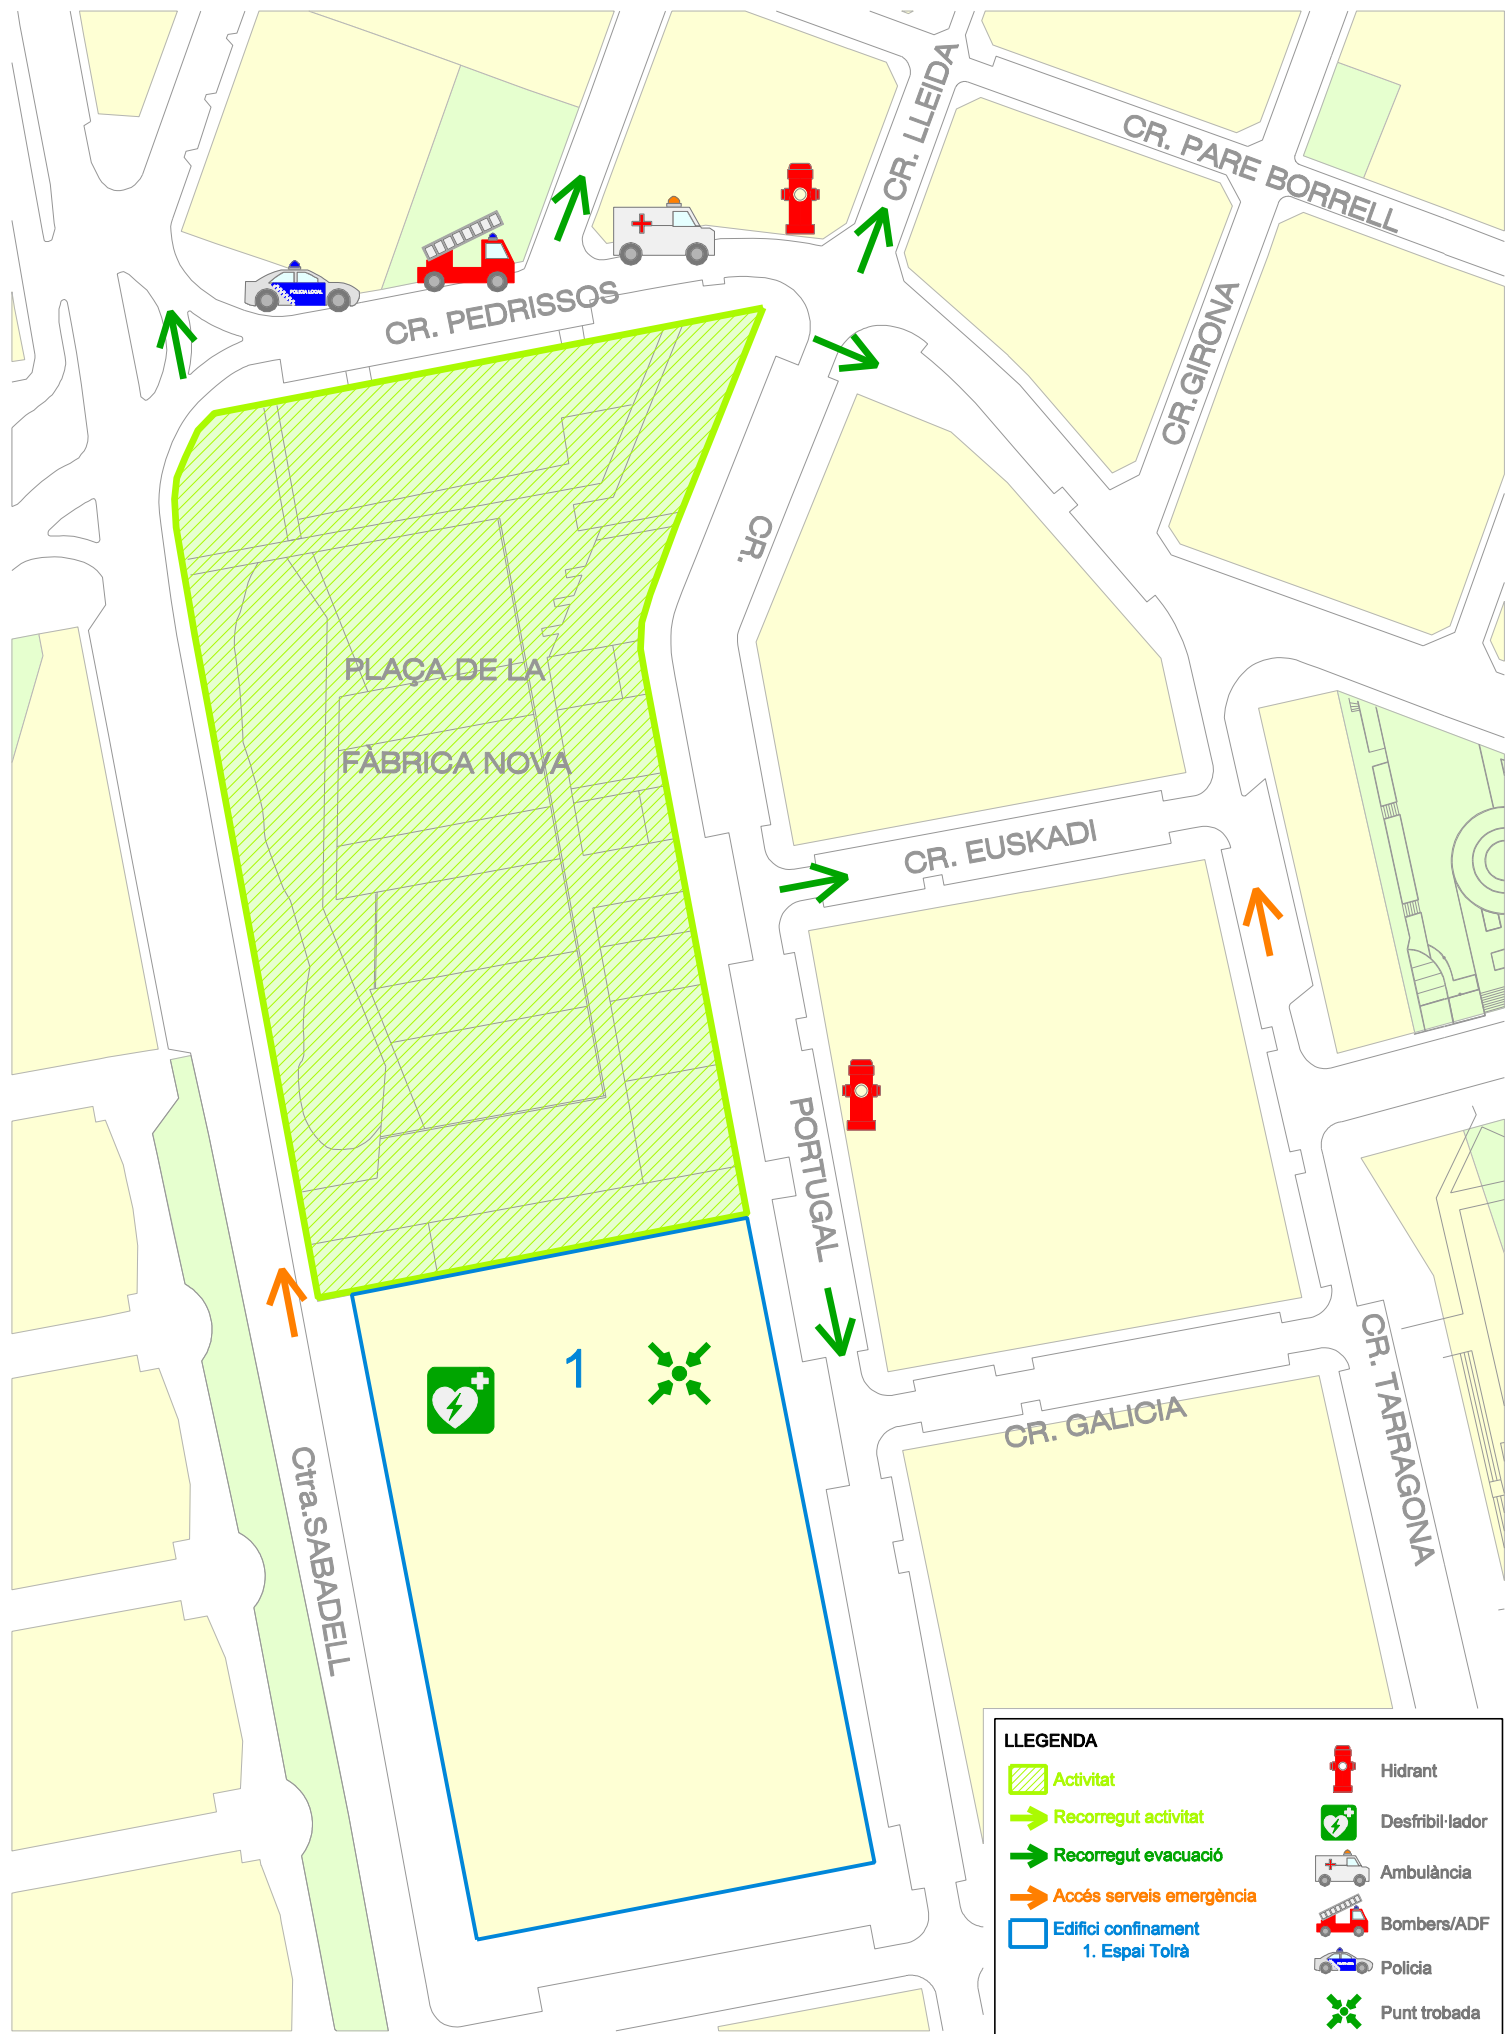 CR. LLEIDA
CR. PARE BORRELL
CR. PEDRISSOS
POLICIA LOCAL
CR.GIRONA
CR.
PLAÇA DE LA
FÀBRICA NOVA
CR. EUSKADI
PORTUGAL
1
CR. GALICIA
CR. TARRAGONA
Ctra.SABADELL
LLEGENDA
Activitat
Recorregut activitat
Recorregut evacuació
Accés serveis emergència
Edifici confinament
1. Espai Tolrà
Hidrant
Desfribil·lador
Ambulància
Bombers/ADF
Policia
Punt trobada